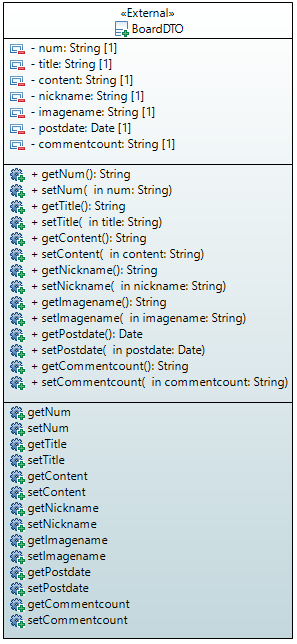 «External»
BoardDTO
- num: String [1]
- title: String [1]
- content: String [1]
- nickname: String [1]
- imagename: String [1]
- postdate: Date [1]
- commentcount: String [1]
+ getNum(): String
+ setNum( in num: String)
+ getTitle(): String
+ setTitle( in title: String)
+ getContent(): String
+ setContent( in content: String)
+ getNickname(): String
+ setNickname( in nickname: String)
+ getImagename(): String
+ setImagename( in imagename: String)
+ getPostdate(): Date
+ setPostdate( in postdate: Date)
+ getCommentcount(): String
+ setCommentcount( in commentcount: String)
getNum
setNum
getTitle
setTitle
getContent
setContent
getNickname
setNickname
getImagename
setImagename
getPostdate
setPostdate
getCommentcount
setCommentcount